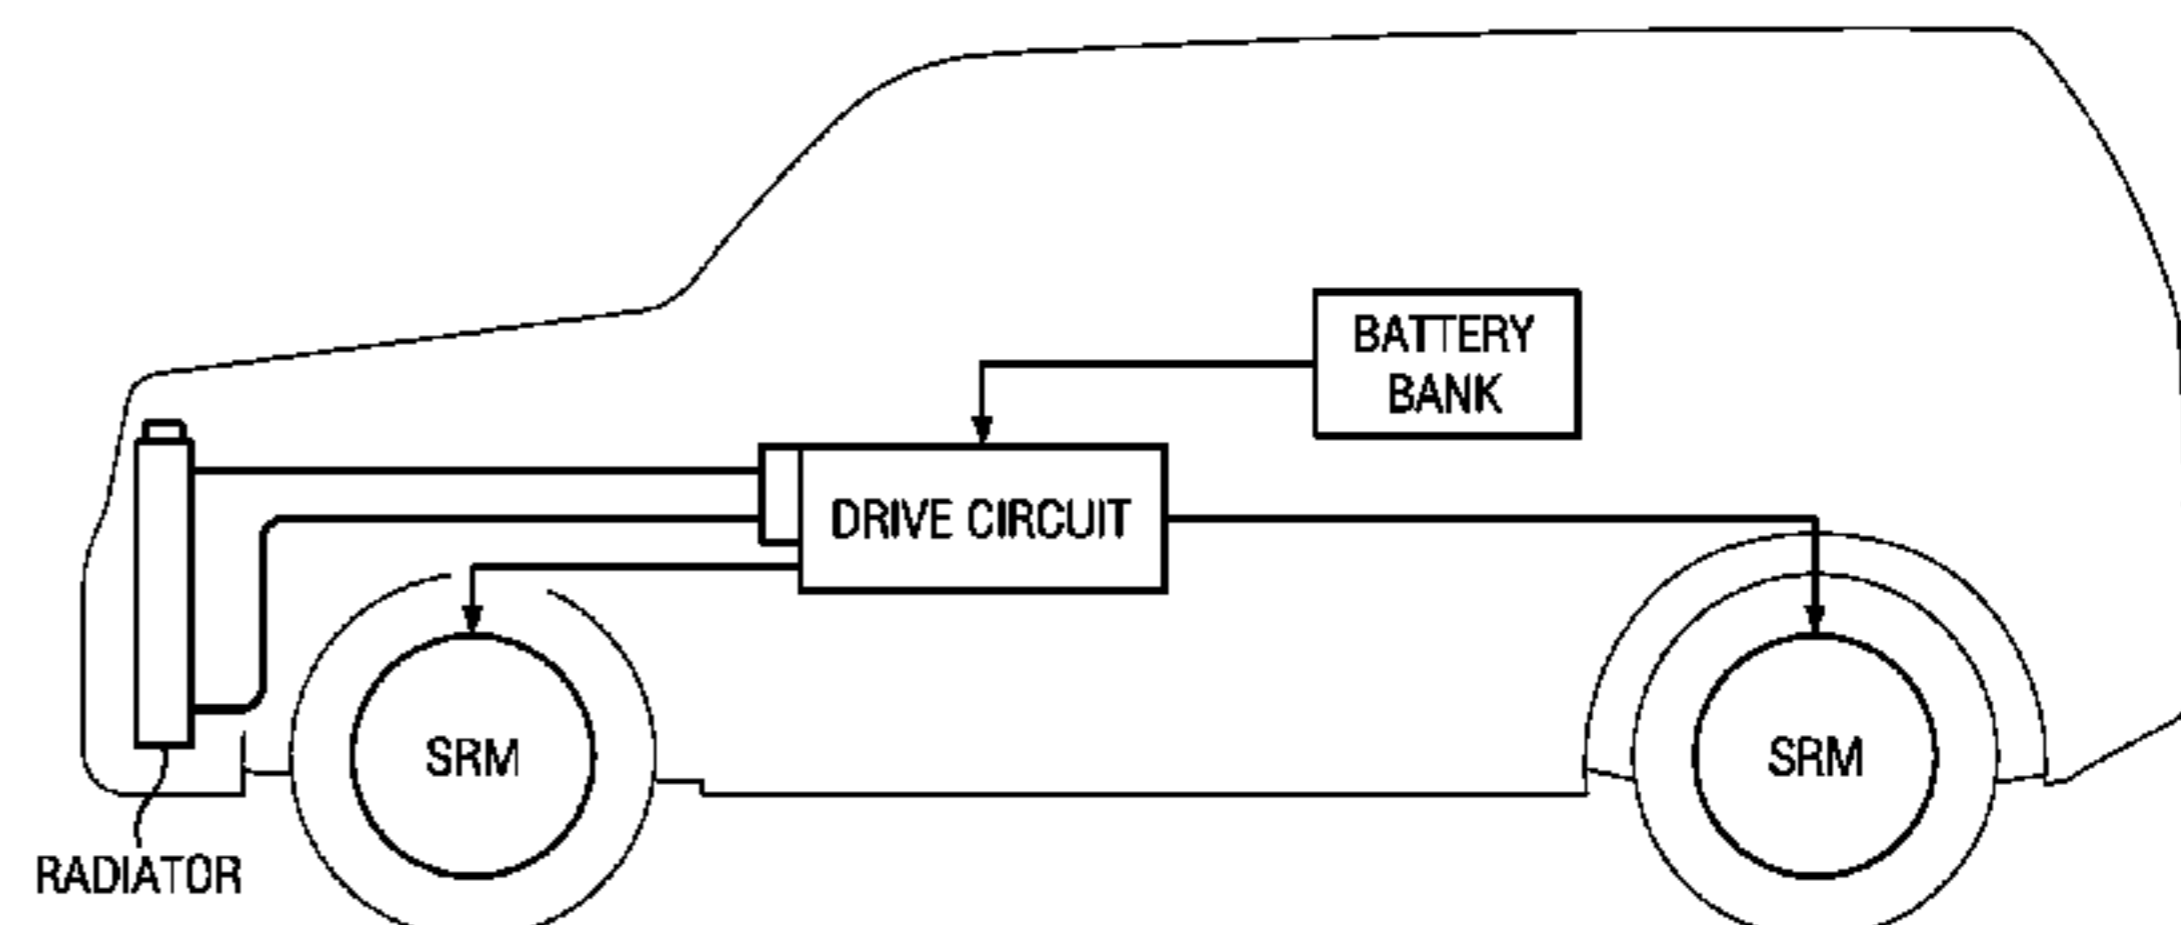 BATTERY
BANK
DRIVE CIRCUIT
SRM
SRM
RADIATOR